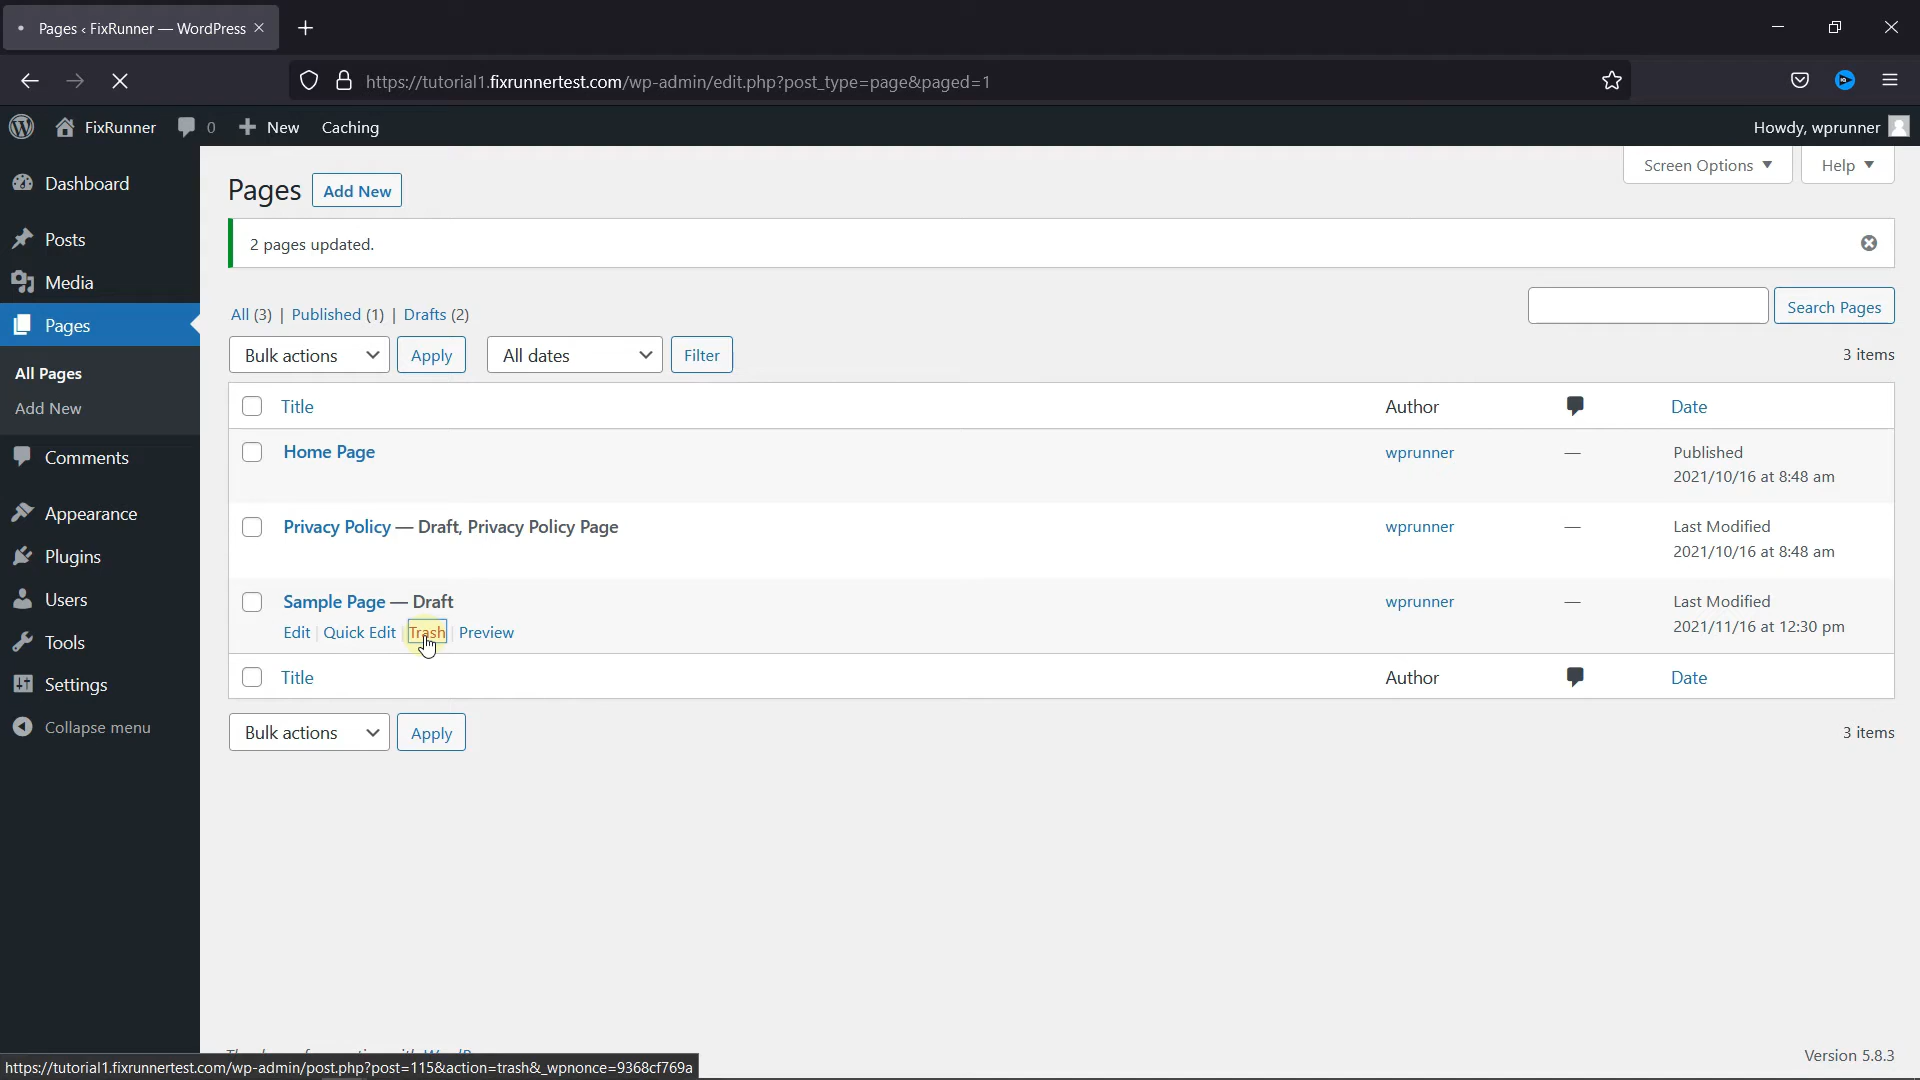 Pages ‹ FixRunner — WordPress
https://tutorial1.fixrunnertest.com/wp-admin/edit.php?post_type=page&paged=1
FixRunner 0 New Caching Howdy, wprunner
Dashboard
Posts
Media
Pages
All Pages
Add New
Comments
Appearance
Plugins
Users
Tools
Settings
Collapse menu
Screen Options Help
Pages Add New
2 pages updated.
All (3) | Published (1) | Drafts (2)
Search Pages
Bulk actions Apply All dates Filter 3 items
Title Author Date
Home Page wprunner — Published
2021/10/16 at 8:48 am
Privacy Policy — Draft, Privacy Policy Page wprunner — Last Modified
2021/10/16 at 8:48 am
Sample Page — Draft wprunner — Last Modified
Edit | Quick Edit | Trash | Preview 2021/11/16 at 12:30 pm
Title Author Date
Bulk actions Apply 3 items
Version 5.8.3
https://tutorial1.fixrunnertest.com/wp-admin/post.php?post=115&action=trash&_wpnonce=9368cf769a